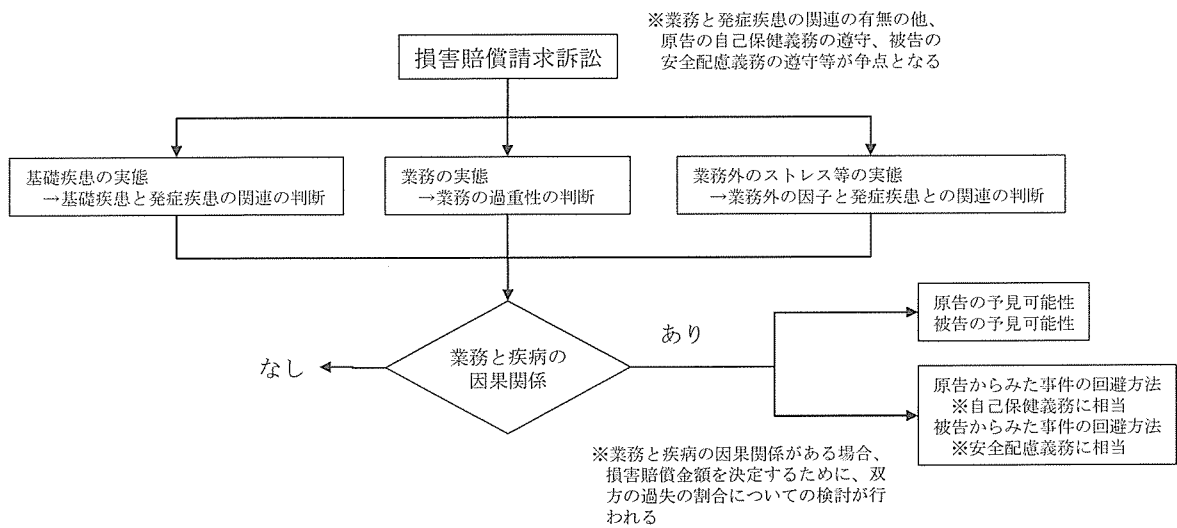 ※業務と発症疾患の関連の有無の他、
原告の自己保健義務の遵守、被告の
安全配慮義務の遵守等が争点となる
損害賠償請求訴訟
基礎疾患の実態
→基礎疾患と発症疾患の関連の判断
業務の実態
→業務の過重性の判断
業務外のストレス等の実態
→業務外の因子と発症疾患との関連の判断
業務と疾病の
因果関係
なし
あり
原告の予見可能性
被告の予見可能性
原告からみた事件の回避方法
※自己保健義務に相当
被告からみた事件の回避方法
※安全配慮義務に相当
※業務と疾病の因果関係がある場合、
損害賠償金額を決定するために、双
方の過失の割合についての検討が行
われる